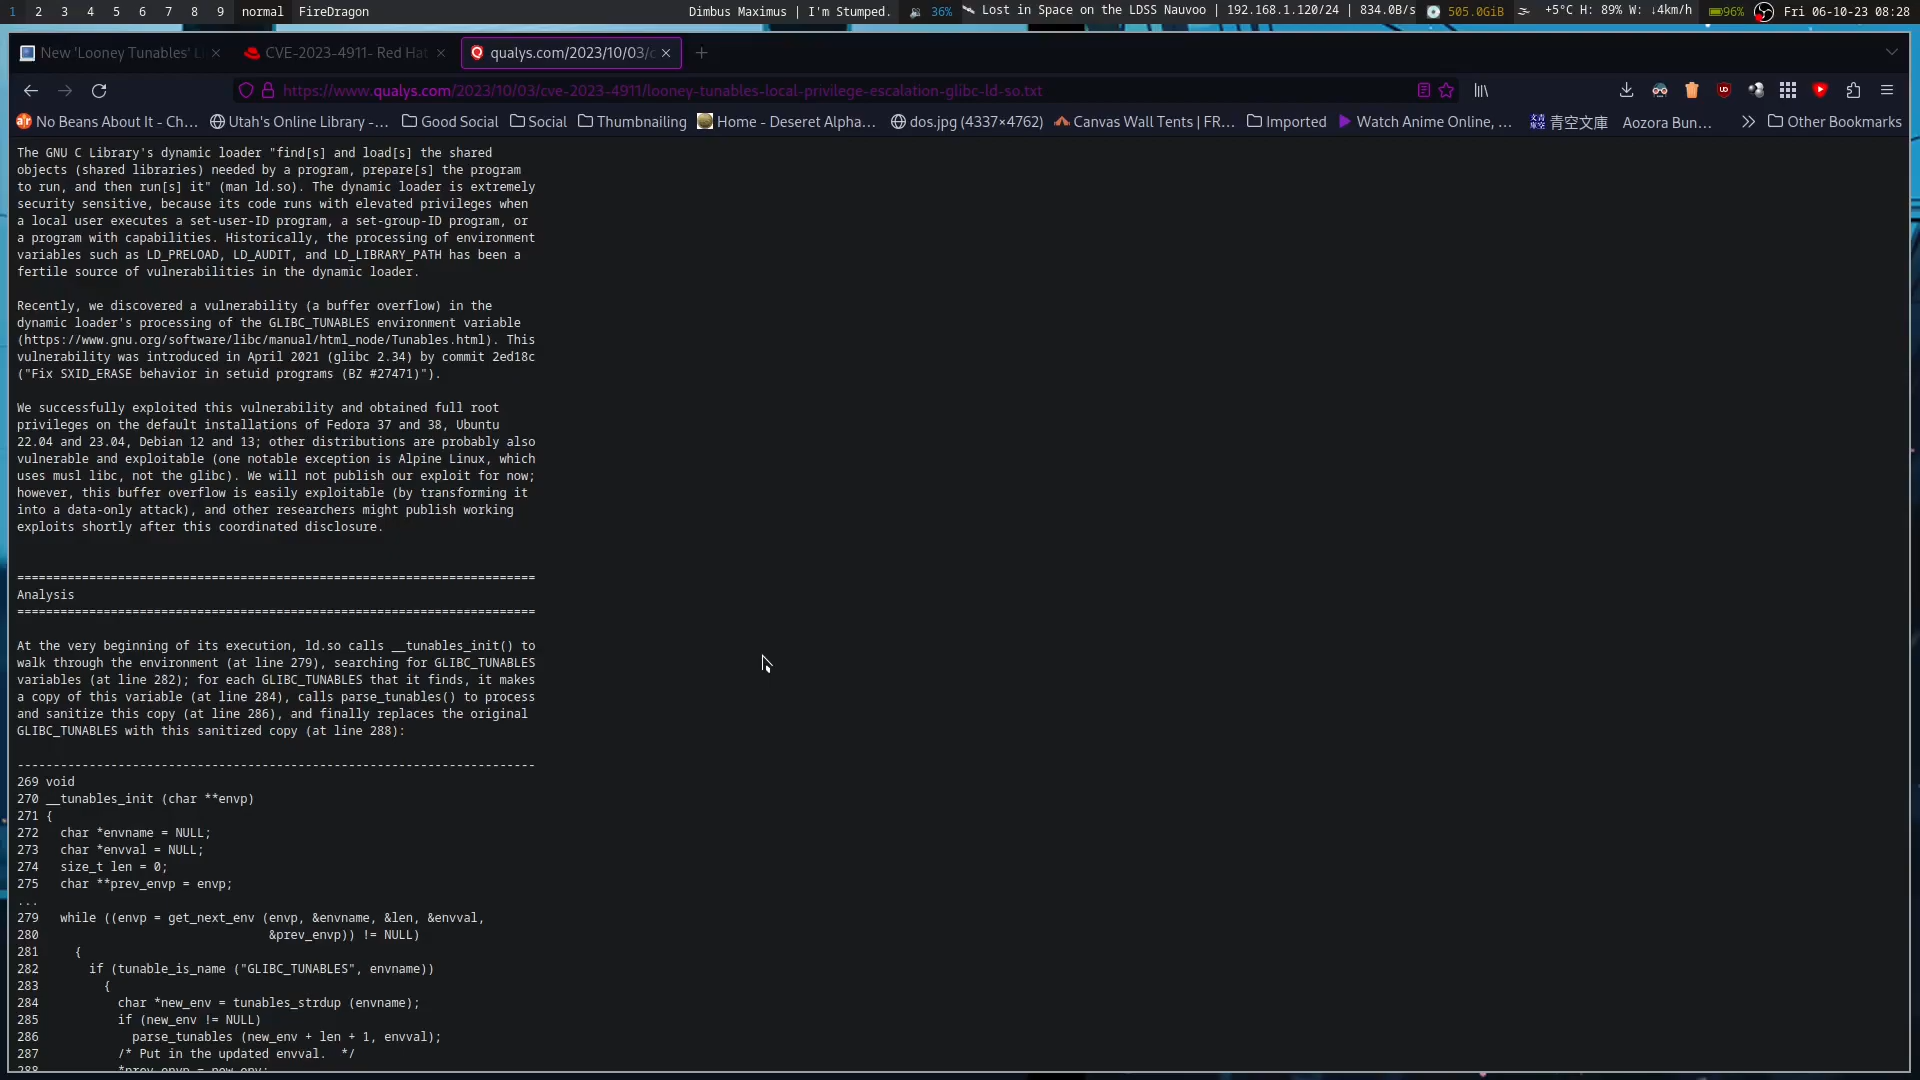 1 2 3 4 5 6 7 8 9 normal FireDragon Dimbus Maximus | I'm Stumped. 36% Lost in Space on the LDSS Nauvoo | 192.168.1.120/24 | 834.0B/s 505.0GiB +5°C H: 89% W: ↓4km/h 96% Fri 06-10-23 08:28
New 'Looney Tunables' L × CVE-2023-4911- Red Hat × qualys.com/2023/10/03/c × +
https://www.qualys.com/2023/10/03/cve-2023-4911/looney-tunables-local-privilege-escalation-glibc-ld-so.txt
No Beans About It - Ch... Utah's Online Library -... Good Social Social Thumbnailing Home - Deseret Alpha... dos.jpg (4337×4762) Canvas Wall Tents | FR... Imported Watch Anime Online, ... 青空文庫 Aozora Bun... Other Bookmarks
The GNU C Library's dynamic loader "find[s] and load[s] the shared
objects (shared libraries) needed by a program, prepare[s] the program
to run, and then run[s] it" (man ld.so). The dynamic loader is extremely
security sensitive, because its code runs with elevated privileges when
a local user executes a set-user-ID program, a set-group-ID program, or
a program with capabilities. Historically, the processing of environment
variables such as LD_PRELOAD, LD_AUDIT, and LD_LIBRARY_PATH has been a
fertile source of vulnerabilities in the dynamic loader.
Recently, we discovered a vulnerability (a buffer overflow) in the
dynamic loader's processing of the GLIBC_TUNABLES environment variable
(https://www.gnu.org/software/libc/manual/html_node/Tunables.html). This
vulnerability was introduced in April 2021 (glibc 2.34) by commit 2ed18c
("Fix SXID_ERASE behavior in setuid programs (BZ #27471)").
We successfully exploited this vulnerability and obtained full root
privileges on the default installations of Fedora 37 and 38, Ubuntu
22.04 and 23.04, Debian 12 and 13; other distributions are probably also
vulnerable and exploitable (one notable exception is Alpine Linux, which
uses musl libc, not the glibc). We will not publish our exploit for now;
however, this buffer overflow is easily exploitable (by transforming it
into a data-only attack), and other researchers might publish working
exploits shortly after this coordinated disclosure.
========================================================================
Analysis
========================================================================
At the very beginning of its execution, ld.so calls __tunables_init() to
walk through the environment (at line 279), searching for GLIBC_TUNABLES
variables (at line 282); for each GLIBC_TUNABLES that it finds, it makes
a copy of this variable (at line 284), calls parse_tunables() to process
and sanitize this copy (at line 286), and finally replaces the original
GLIBC_TUNABLES with this sanitized copy (at line 288):
------------------------------------------------------------------------
269 void
270 __tunables_init (char **envp)
271 {
272   char *envname = NULL;
273   char *envval = NULL;
274   size_t len = 0;
275   char **prev_envp = envp;
...
279   while ((envp = get_next_env (envp, &envname, &len, &envval,
280                                &prev_envp)) != NULL)
281     {
282       if (tunable_is_name ("GLIBC_TUNABLES", envname))
283         {
284           char *new_env = tunables_strdup (envname);
285           if (new_env != NULL)
286             parse_tunables (new_env + len + 1, envval);
287           /* Put in the updated envval.  */
288           *prev_envp = new_env;